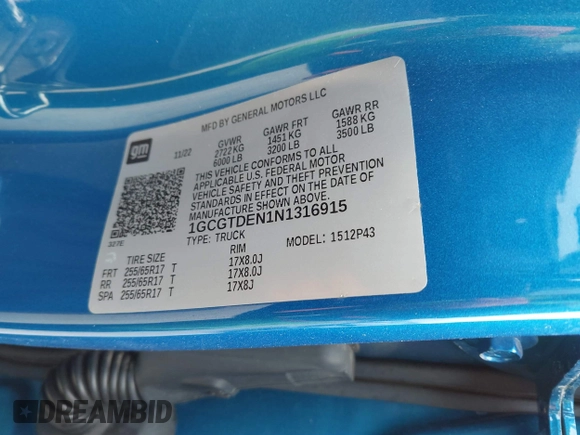 MFD BY GENERAL MOTORS LLC
gm
11/22
GVWR GAWR FRT GAWR RR
2722 KG 1451 KG 1588 KG
6000 LB 3200 LB 3500 LB
THIS VEHICLE CONFORMS TO ALL
APPLICABLE U.S. FEDERAL MOTOR
VEHICLE SAFETY AND THEFT PREVENTION
STANDARDS IN EFFECT ON THE DATE OF
MANUFACTURE SHOWN ABOVE.
1GCGTDEN1N1316915
TYPE: TRUCK MODEL: 1512P43
327E
TIRE SIZE RIM
FRT 255/65R17 T 17X8.0J
RR 255/65R17 T 17X8.0J
SPA 255/65R17 T 17X8J
DREAMBID